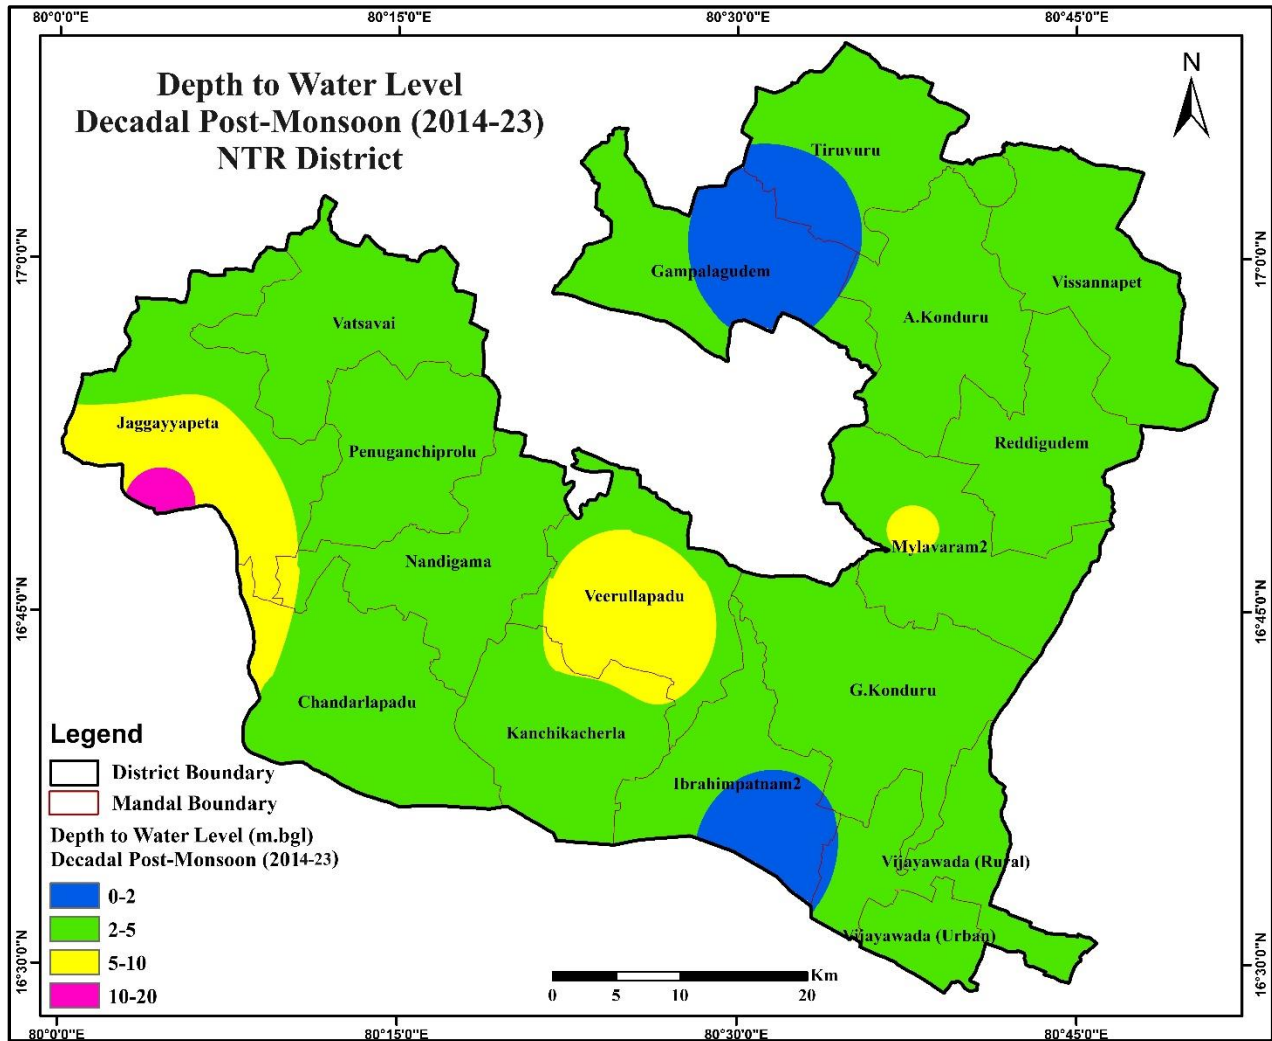 80°0'0"E 80°15'0"E 80°30'0"E 80°45'0"E
Depth to Water Level
Decadal Post-Monsoon (2014-23)
NTR District
N
Tiruvuru
17°0'0"N
17°0'0"N
Gampalagudem
Vissannapet
A.Konduru
Vatsavai
Jaggayyapeta
Reddigudem
Penuganchiprolu
Mylavaram2
Nandigama
Veerullapadu
16°45'0"N
16°45'0"N
G.Konduru
Chandarlapadu
Kanchikacherla
Ibrahimpatnam2
Vijayawada (Rural)
Vijayawada (Urban)
Legend
District Boundary
Mandal Boundary
Depth to Water Level (m.bgl)
Decadal Post-Monsoon (2014-23)
0-2
2-5
5-10
10-20
16°30'0"N
16°30'0"N
Km
0 5 10 20
80°0'0"E 80°15'0"E 80°30'0"E 80°45'0"E